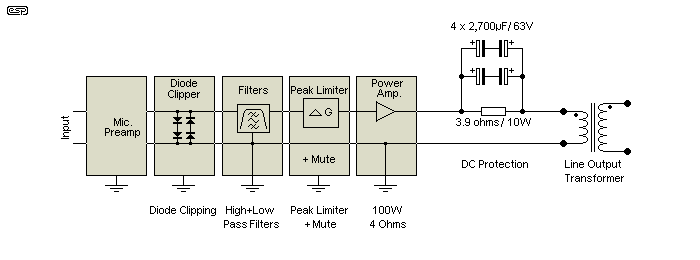 esp
4 x 2,700µF/ 63V
Diode
Clipper
Filters
Peak Limiter
Power
Amp.
Input
Mic.
Preamp
G
+ Mute
3.9 ohms/ 10W
DC Protection
Line Output
Transformer
Diode Clipping
High+Low
Pass Filters
Peak Limiter
+ Mute
100W
4 Ohms